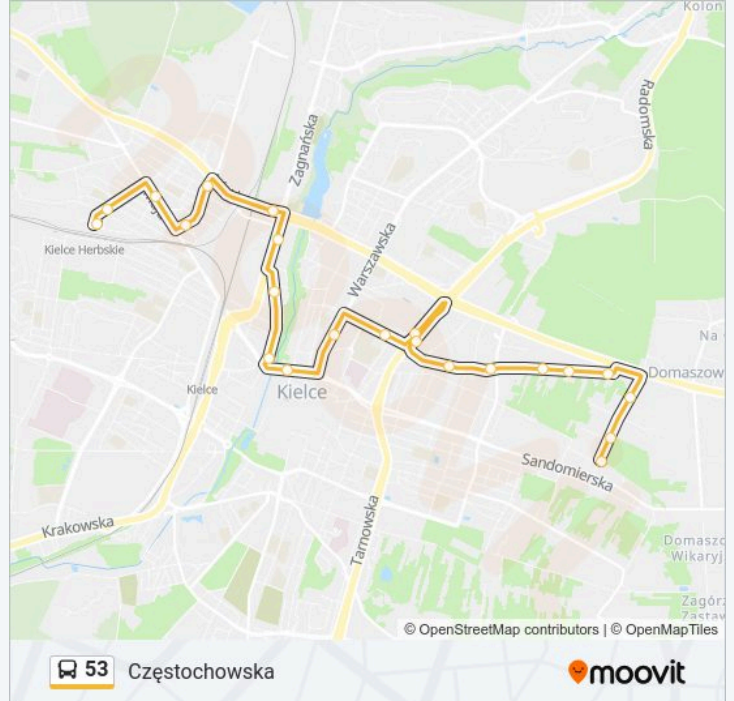 Kolon
Radomska
Zagnańska
Warszawska
Kielce Herbskie
Na
Domaszow
Kielce
Kielce
Sandomierska
Krakowska
Tarnowska
Domaszo
Wikaryj
Zagórz
Zastaw
© OpenStreetMap contributors | © OpenMapTiles
53 Częstochowska
moovit